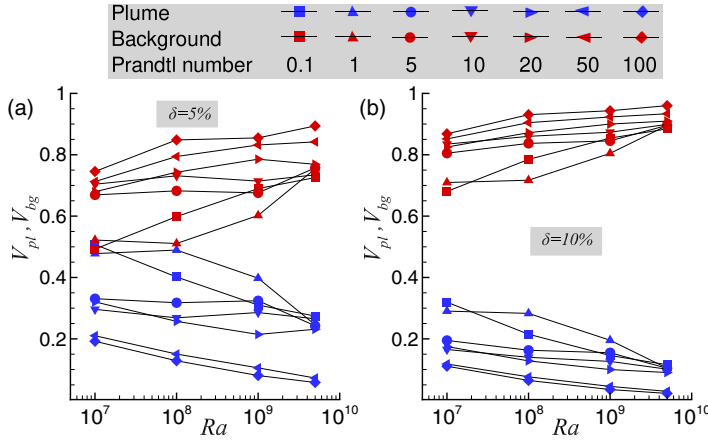 Plume
Background
Prandtl number 0.1 1 5 10 20 50 100
(a) (b)
δ=5%
δ=10%
V_pl, V_bg
1
0.8
0.6
0.4
0.2
10^7 10^8 10^9 10^10
Ra
V_pl, V_bg
1
0.8
0.6
0.4
0.2
10^7 10^8 10^9 10^10
Ra